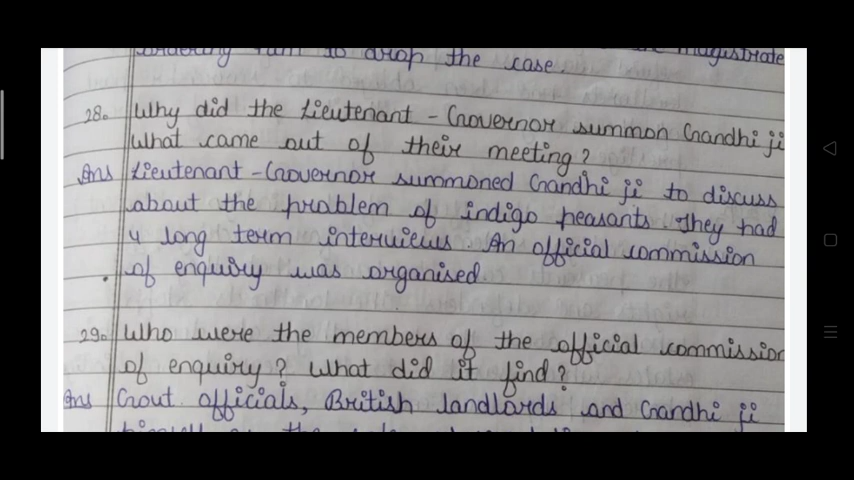 to drop the case. magistrate
28. Why did the Lieutenant - Governor summon Gandhi ji
What came out of their meeting?
Ans Lieutenant - Governor summoned Gandhi ji to discuss
about the problem of indigo peasants. They had
4 long term interviews. An official commission
of enquiry was organised.
29. Who were the members of the official commission
of enquiry? What did it find?
Ans Govt officials, British landlords and Gandhi ji